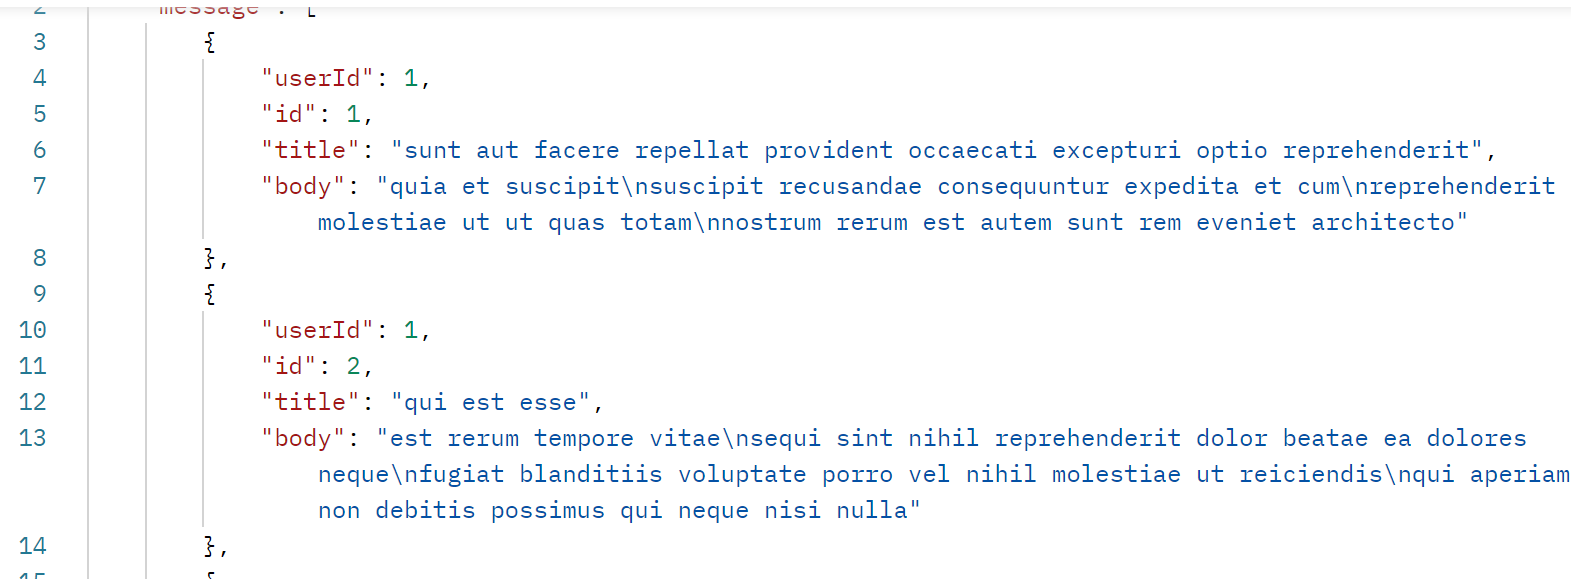 2 "message": [
3 {
4 "userId": 1,
5 "id": 1,
6 "title": "sunt aut facere repellat provident occaecati excepturi optio reprehenderit",
7 "body": "quia et suscipit\nsuscipit recusandae consequuntur expedita et cum\nreprehenderit
molestiae ut ut quas totam\nnostrum rerum est autem sunt rem eveniet architecto"
8 },
9 {
10 "userId": 1,
11 "id": 2,
12 "title": "qui est esse",
13 "body": "est rerum tempore vitae\nsequi sint nihil reprehenderit dolor beatae ea dolores
neque\nfugiat blanditiis voluptate porro vel nihil molestiae ut reiciendis\nqui aperiam
non debitis possimus qui neque nisi nulla"
14 },
15 {